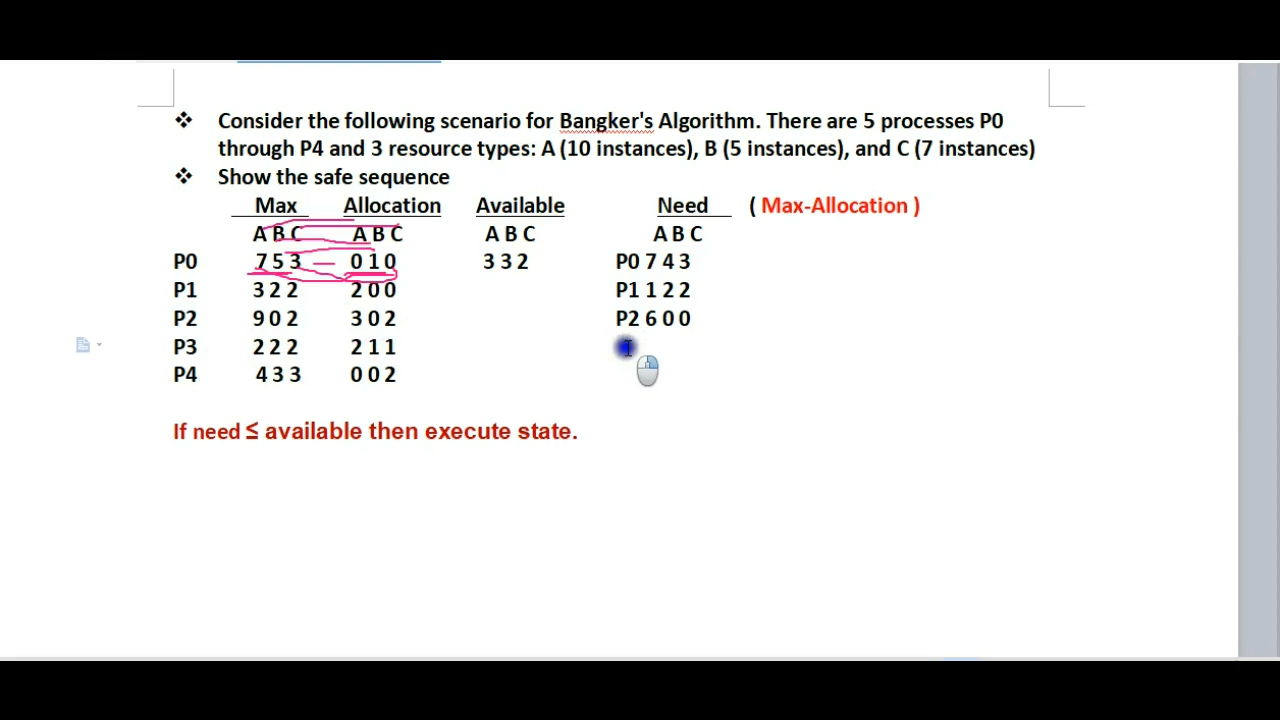 ❖ Consider the following scenario for Bangker's Algorithm. There are 5 processes P0
through P4 and 3 resource types: A (10 instances), B (5 instances), and C (7 instances)
❖ Show the safe sequence
Max Allocation Available Need ( Max-Allocation )
A B C A B C A B C A B C
P0 7 5 3 0 1 0 3 3 2 P0 7 4 3
P1 3 2 2 2 0 0 P1 1 2 2
P2 9 0 2 3 0 2 P2 6 0 0
P3 2 2 2 2 1 1
P4 4 3 3 0 0 2
If need ≤ available then execute state.